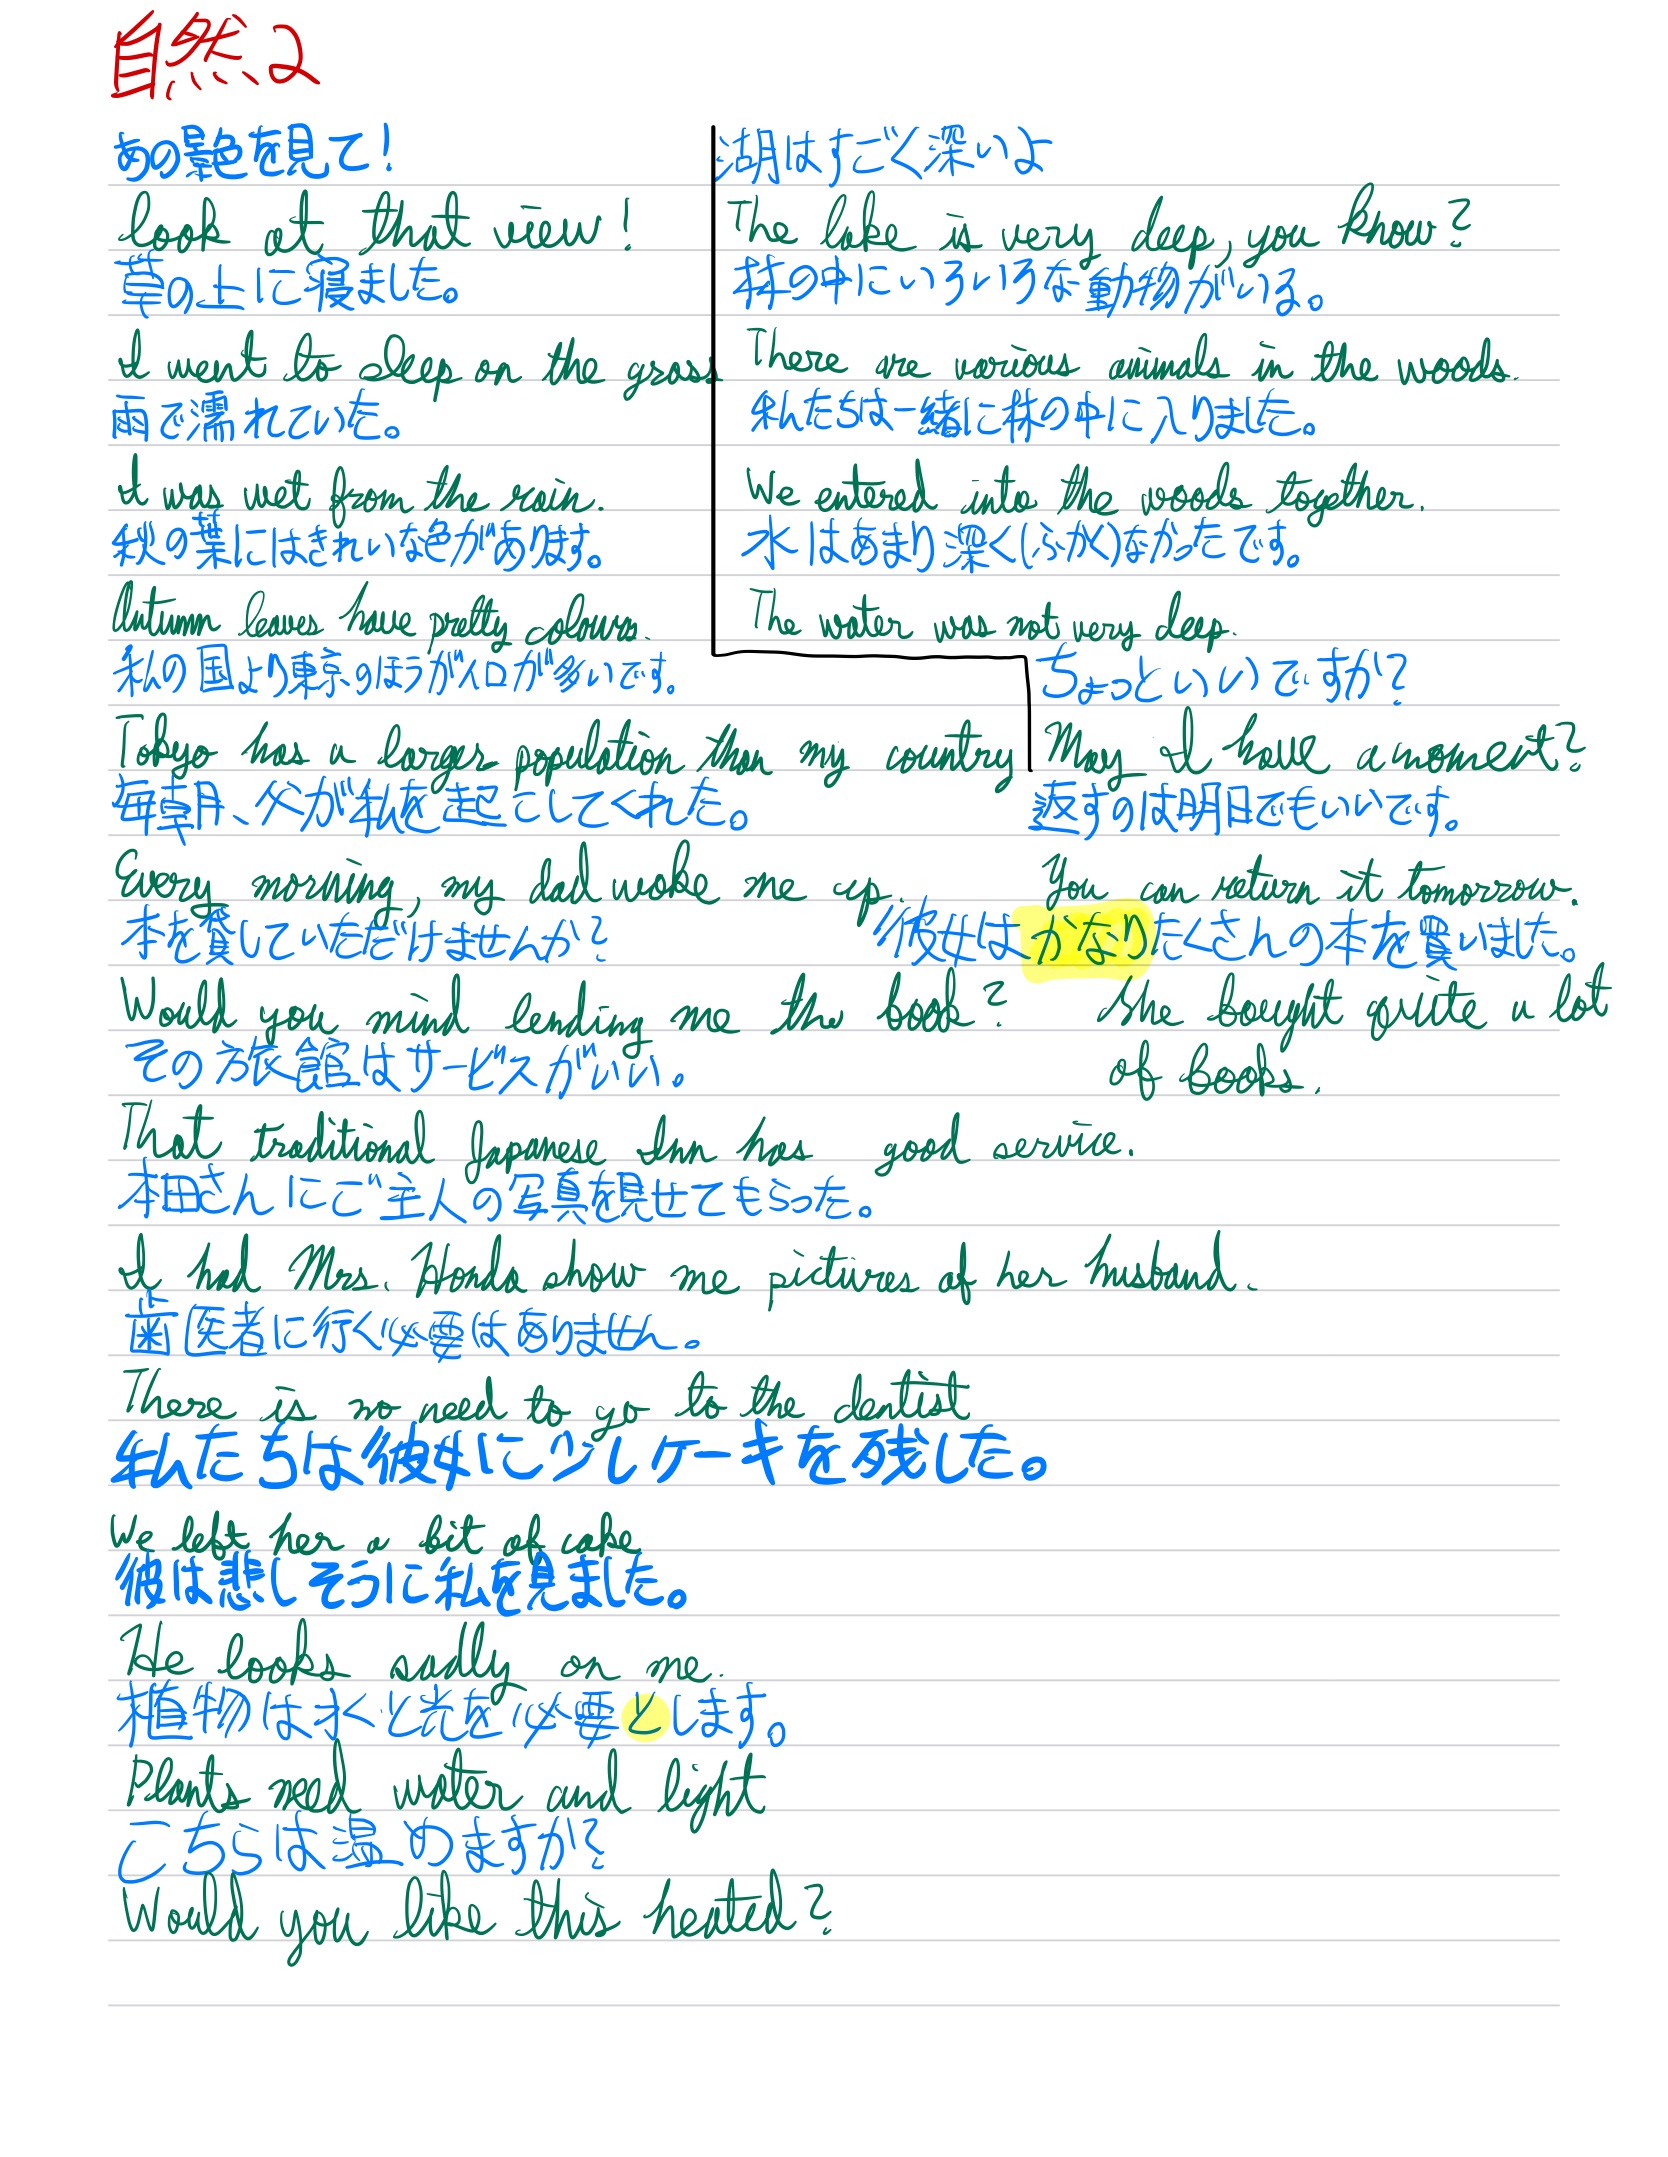 自然2
あの景色を見て!
look at that view!
草の上に寝ました。
I went to sleep on the grass
雨で濡れていた。
I was wet from the rain.
秋の葉にはきれいな色があります。
Autumn leaves have pretty colours.
私の国より東京のほうが人口が多いです。
Tokyo has a larger population than my country
毎朝、父が私を起こしてくれた。
Every morning, my dad woke me up.
本を貸していただけませんか?
Would you mind lending me the book?
その旅館はサービスがいい。
That traditional Japanese Inn has good service.
本田さんにご主人の写真を見せてもらった。
I had Mrs. Honda show me pictures of her husband.
歯医者に行く必要はありません。
There is no need to go to the dentist
私たちは彼女に少しケーキを残した。
We left her a bit of cake
彼は悲しそうに私を見ました。
He looks sadly on me.
植物は水と光を必要とします。
Plants need water and light
こちらは温めますか?
Would you like this heated?
湖はすごく深いよ
The lake is very deep, you know?
林の中にいろいろな動物がいる。
There are various animals in the woods.
私たちは一緒に林の中に入りました。
We entered into the woods together.
水はあまり深く(ふかく)なかったです。
The water was not very deep.
ちょっといいですか?
May I have a moment?
返すのは明日でもいいです。
You can return it tomorrow.
彼女はかなりたくさんの本を買いました。
She bought quite a lot
of books.